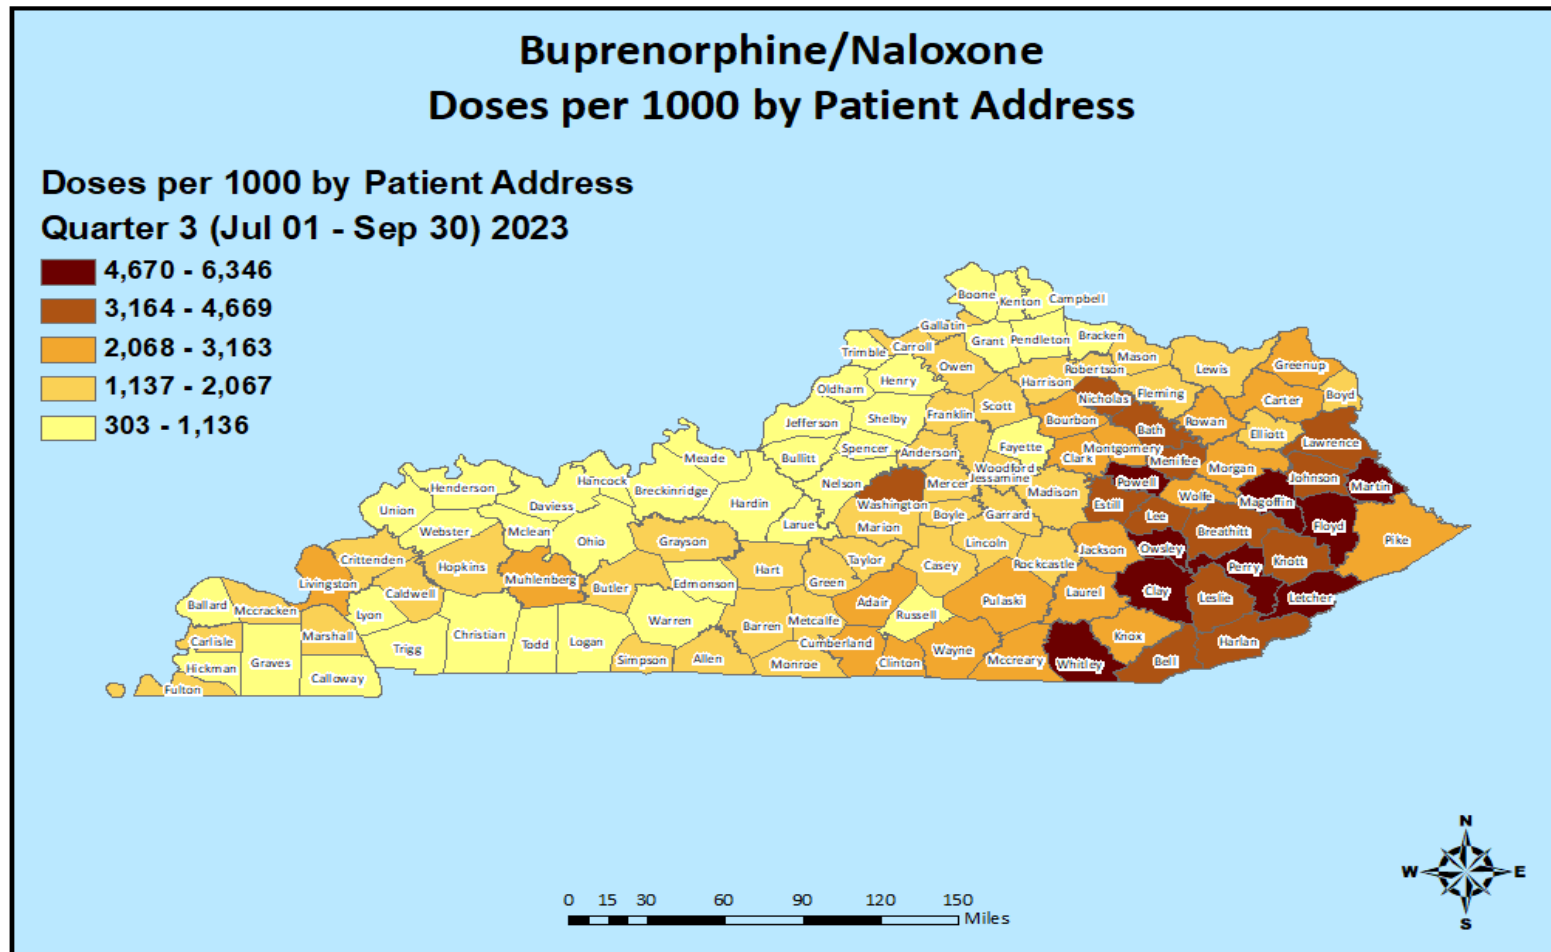 Buprenorphine/Naloxone
Doses per 1000 by Patient Address
Doses per 1000 by Patient Address
Quarter 3 (Jul 01 - Sep 30) 2023
4,670 - 6,346
3,164 - 4,669
2,068 - 3,163
1,137 - 2,067
303 - 1,136
Boone
Kenton
Campbell
Gallatin
Grant
Pendleton
Bracken
Trimble
Carroll
Owen
Mason
Robertson
Lewis
Greenup
Oldham
Henry
Harrison
Nicholas
Fleming
Carter
Boyd
Jefferson
Shelby
Franklin
Scott
Bourbon
Bath
Rowan
Elliott
Lawrence
Meade
Bullitt
Spencer
Anderson
Fayette
Clark
Montgomery
Menifee
Morgan
Woodford
Jessamine
Hancock
Henderson
Breckinridge
Nelson
Mercer
Madison
Powell
Wolfe
Johnson
Martin
Magoffin
Union
Daviess
Hardin
Washington
Estill
Webster
Mclean
Ohio
Larue
Marion
Boyle
Garrard
Lee
Breathitt
Floyd
Grayson
Lincoln
Jackson
Owsley
Pike
Crittenden
Hopkins
Muhlenberg
Hart
Taylor
Casey
Rockcastle
Perry
Knott
Livingston
Caldwell
Butler
Edmonson
Green
Adair
Pulaski
Laurel
Clay
Leslie
Letcher
Ballard
Mccracken
Lyon
Warren
Barren
Metcalfe
Russell
Carlisle
Marshall
Christian
Todd
Logan
Cumberland
Knox
Harlan
Hickman
Graves
Trigg
Simpson
Allen
Monroe
Clinton
Wayne
Mccreary
Whitley
Bell
Fulton
Calloway
N
W
E
S
0 15 30 60 90 120 150
Miles